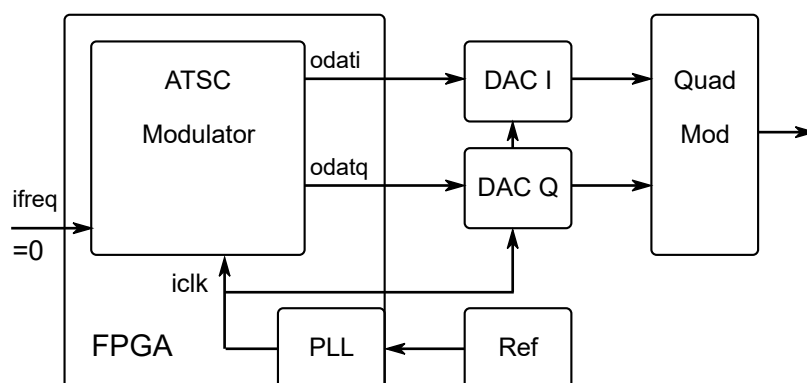 ATSC
Modulator
odati
odatq
DAC I
DAC Q
Quad
Mod
ifreq
=0
iclk
FPGA
PLL
Ref